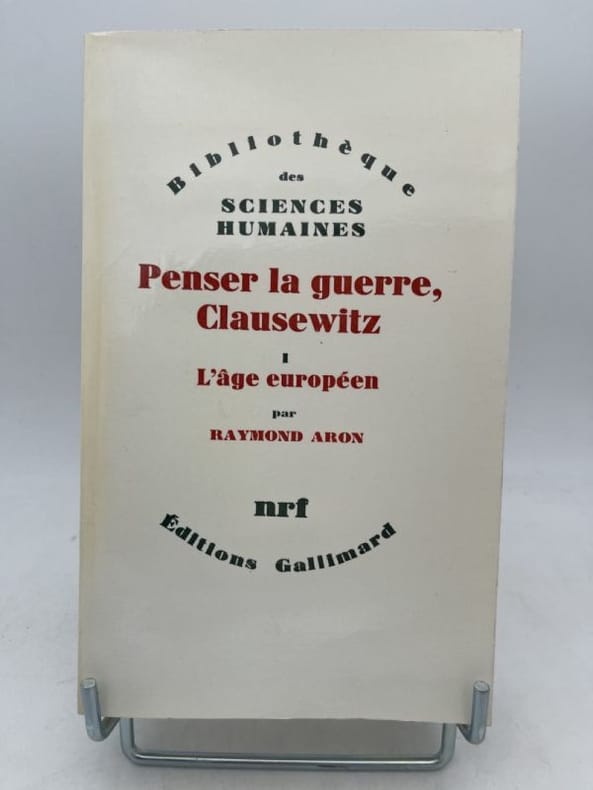 Bibliothèque
des
SCIENCES
HUMAINES
Penser la guerre,
Clausewitz
I
L'âge européen
par
RAYMOND ARON
nrf
Éditions Gallimard